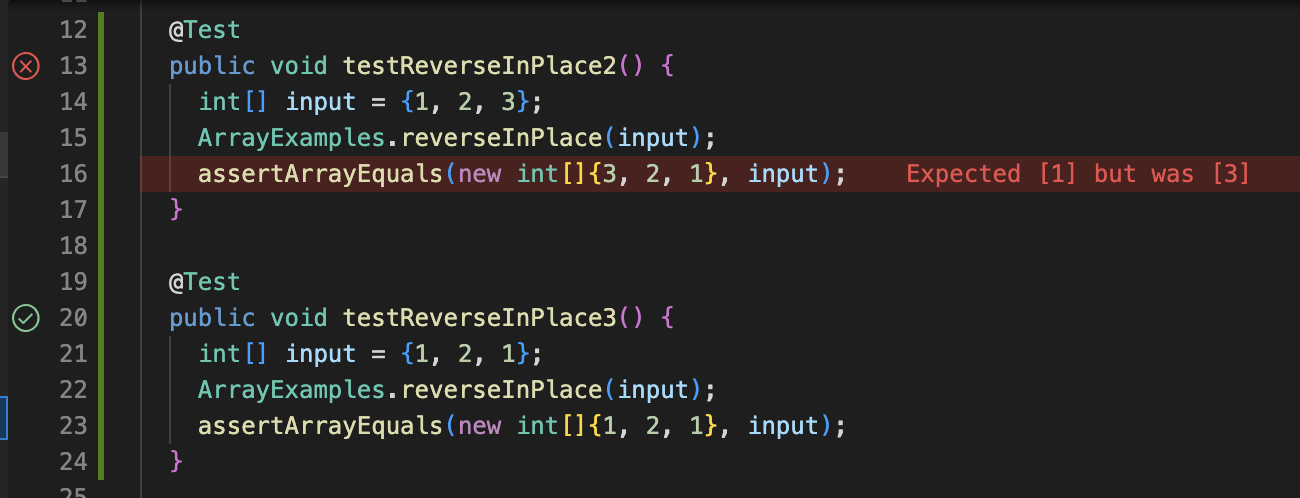 12 @Test
13 public void testReverseInPlace2() {
14 int[] input = {1, 2, 3};
15 ArrayExamples.reverseInPlace(input);
16 assertArrayEquals(new int[]{3, 2, 1}, input); Expected [1] but was [3]
17 }
18
19 @Test
20 public void testReverseInPlace3() {
21 int[] input = {1, 2, 1};
22 ArrayExamples.reverseInPlace(input);
23 assertArrayEquals(new int[]{1, 2, 1}, input);
24 }
25